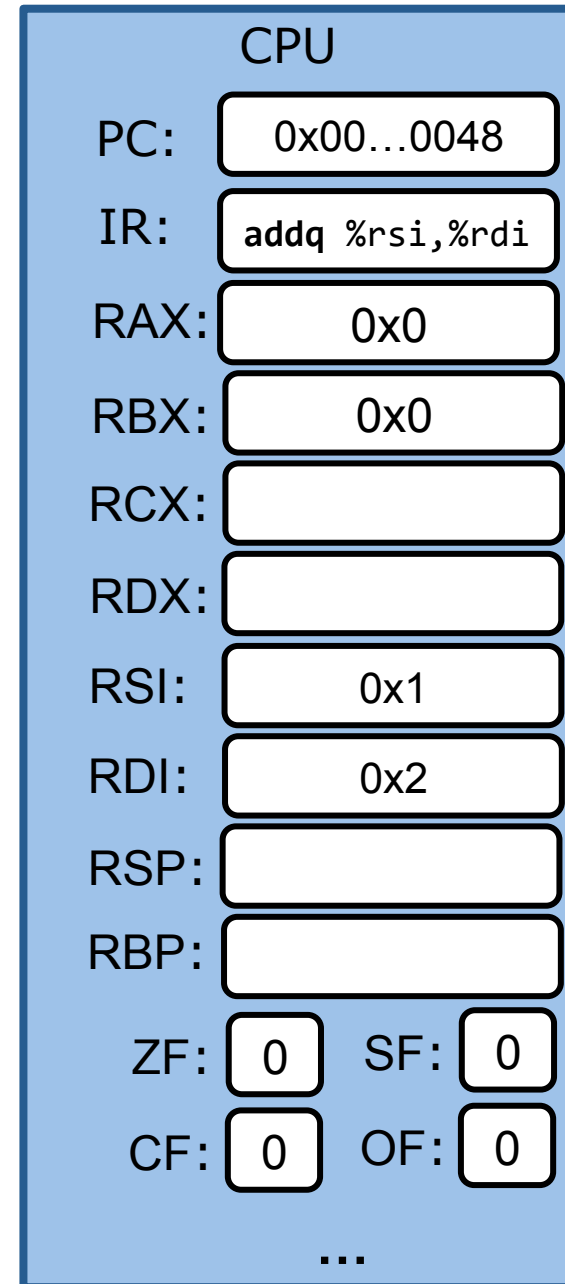 CPU
PC: 0x00…0048
IR: addq %rsi,%rdi
RAX: 0x0
RBX: 0x0
RCX:
RDX:
RSI: 0x1
RDI: 0x2
RSP:
RBP:
ZF: 0 SF: 0
CF: 0 OF: 0
…